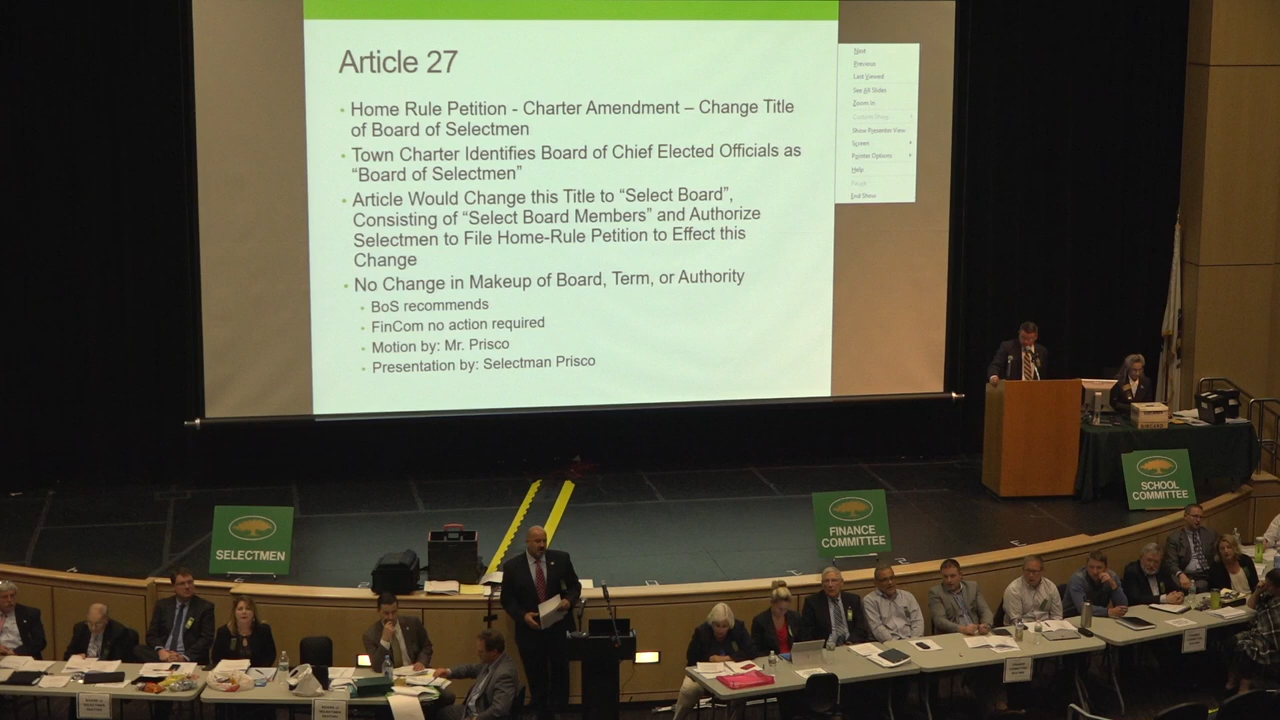 Article 27
• Home Rule Petition - Charter Amendment – Change Title
of Board of Selectmen
• Town Charter Identifies Board of Chief Elected Officials as
“Board of Selectmen”
• Article Would Change this Title to “Select Board”,
Consisting of “Select Board Members” and Authorize
Selectmen to File Home-Rule Petition to Effect this
Change
• No Change in Makeup of Board, Term, or Authority
• BoS recommends
• FinCom no action required
• Motion by: Mr. Prisco
• Presentation by: Selectman Prisco
Next
Previous
Last Viewed
See All Slides
Zoom In
Custom Show
Show Presenter View
Screen
Pointer Options
Help
Pause
End Show
SELECTMEN
FINANCE
COMMITTEE
SCHOOL
COMMITTEE